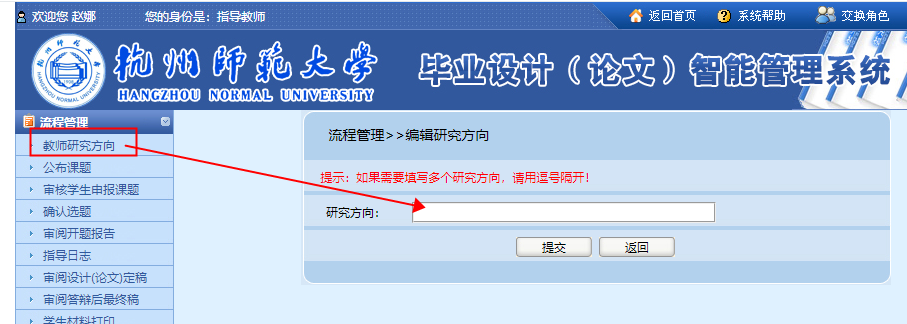 欢迎您 赵娜 您的身份是：指导教师 返回首页 系统帮助 交换角色
杭州师范大学
HANGZHOU NORMAL UNIVERSITY
毕业设计（论文）智能管理系统
流程管理
教师研究方向
公布课题
审核学生申报课题
确认选题
审阅开题报告
指导日志
审阅设计(论文)定稿
审阅答辩后最终稿
学生材料打印
流程管理>>编辑研究方向
提示：如果需要填写多个研究方向，请用逗号隔开!
研究方向：
提交 返回